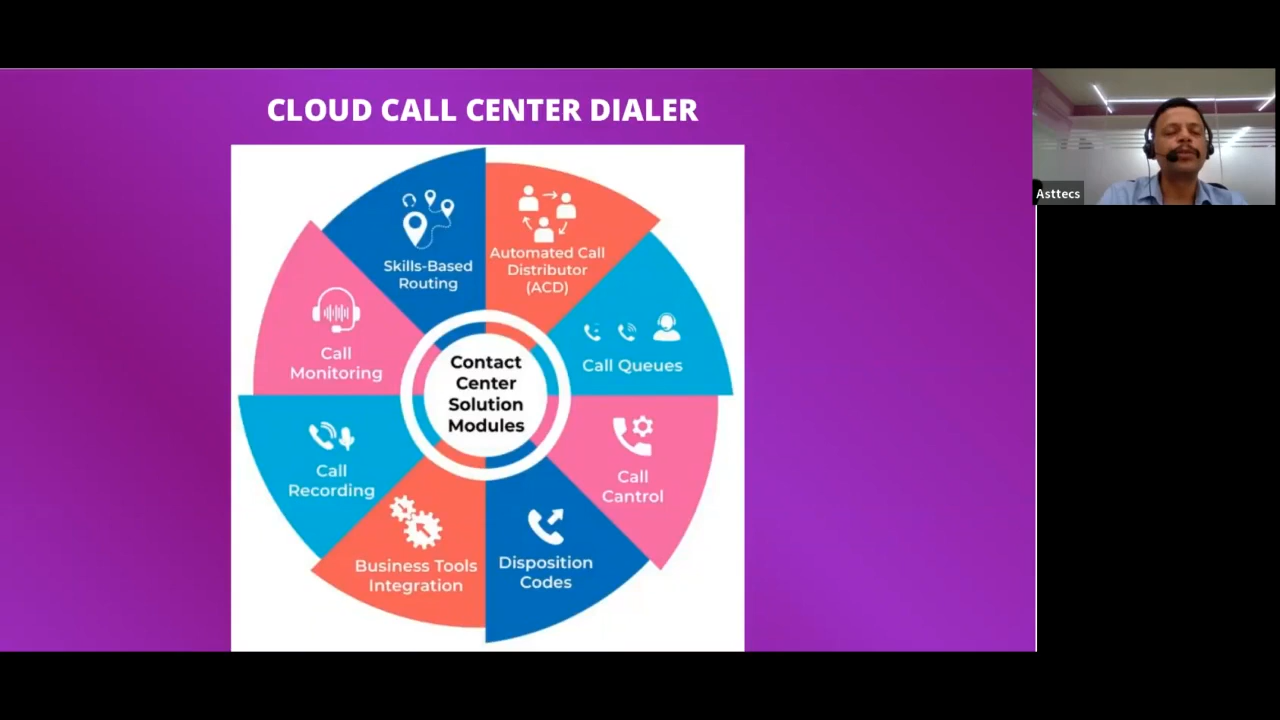 CLOUD CALL CENTER DIALER
Skills-Based
Routing
Automated Call
Distributor
(ACD)
Call Queues
Call
Cantrol
Disposition
Codes
Business Tools
Integration
Call
Recording
Call
Monitoring
Contact
Center
Solution
Modules
Asttecs